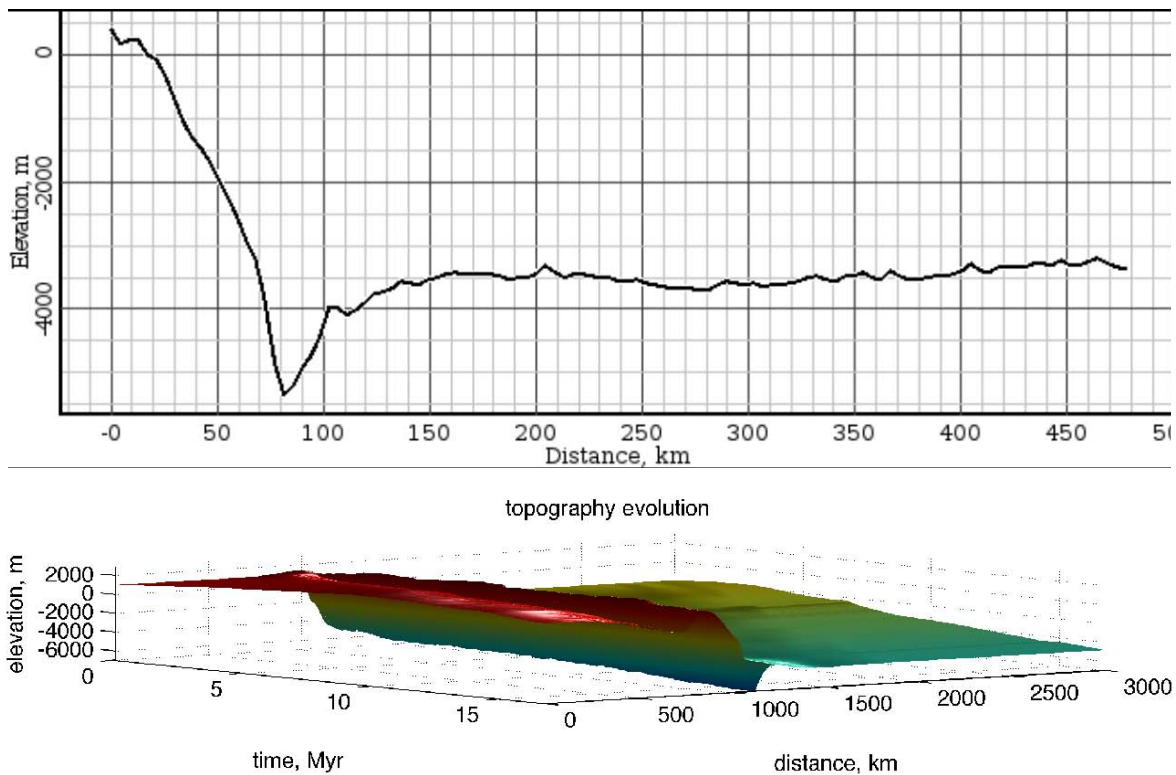 0
-2000
4000
Elevation, m
-0 50 100 150 200 250 300 350 400 450 50
Distance, km
topography evolution
elevation, m
2000
0
-2000
-4000
-6000
0 5 10 15
0 500 1000 1500 2000 2500 3000
time, Myr
distance, km